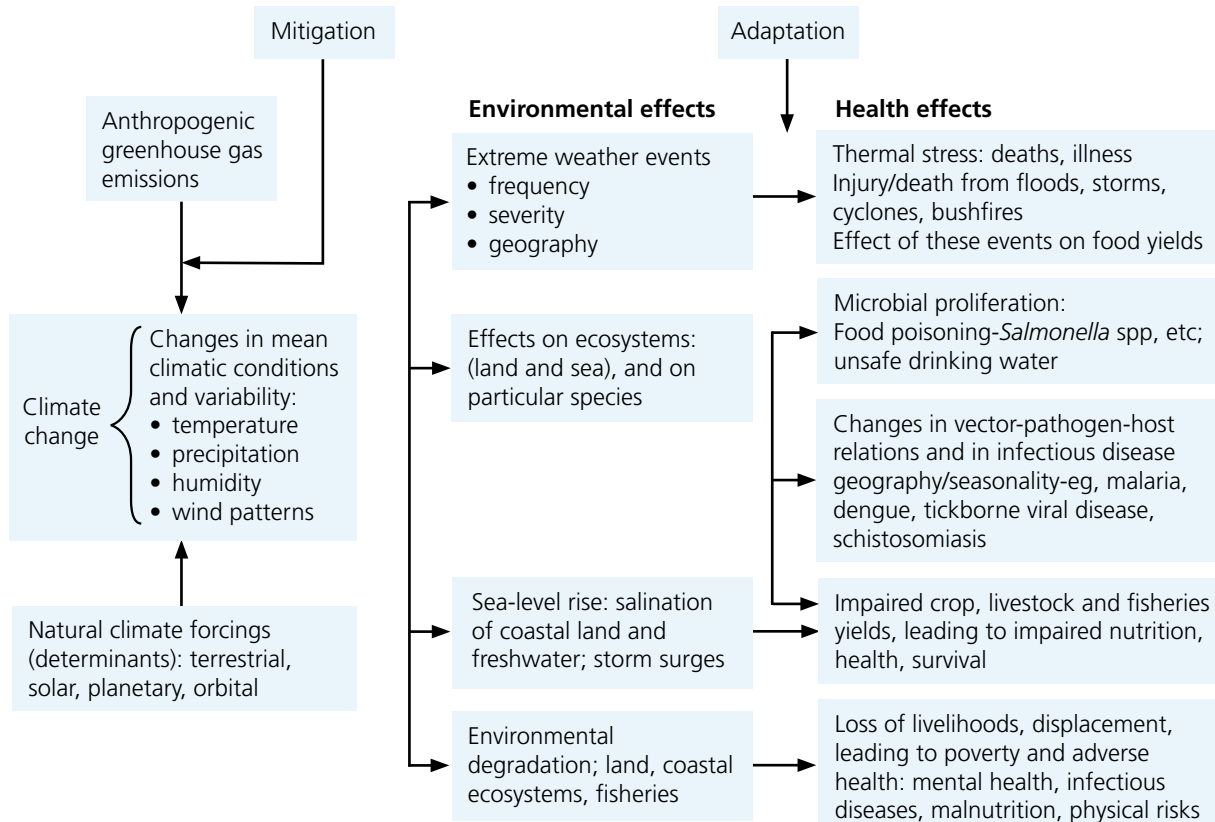 Mitigation
Adaptation
Anthropogenic
greenhouse gas
emissions
Climate
change
Changes in mean
climatic conditions
and variability:
• temperature
• precipitation
• humidity
• wind patterns
Natural climate forcings
(determinants): terrestrial,
solar, planetary, orbital
Environmental effects
Extreme weather events
• frequency
• severity
• geography
Effects on ecosystems:
(land and sea), and on
particular species
Sea-level rise: salination
of coastal land and
freshwater; storm surges
Environmental
degradation; land, coastal
ecosystems, fisheries
Health effects
Thermal stress: deaths, illness
Injury/death from floods, storms,
cyclones, bushfires
Effect of these events on food yields
Microbial proliferation:
Food poisoning-Salmonella spp, etc;
unsafe drinking water
Changes in vector-pathogen-host
relations and in infectious disease
geography/seasonality-eg, malaria,
dengue, tickborne viral disease,
schistosomiasis
Impaired crop, livestock and fisheries
yields, leading to impaired nutrition,
health, survival
Loss of livelihoods, displacement,
leading to poverty and adverse
health: mental health, infectious
diseases, malnutrition, physical risks